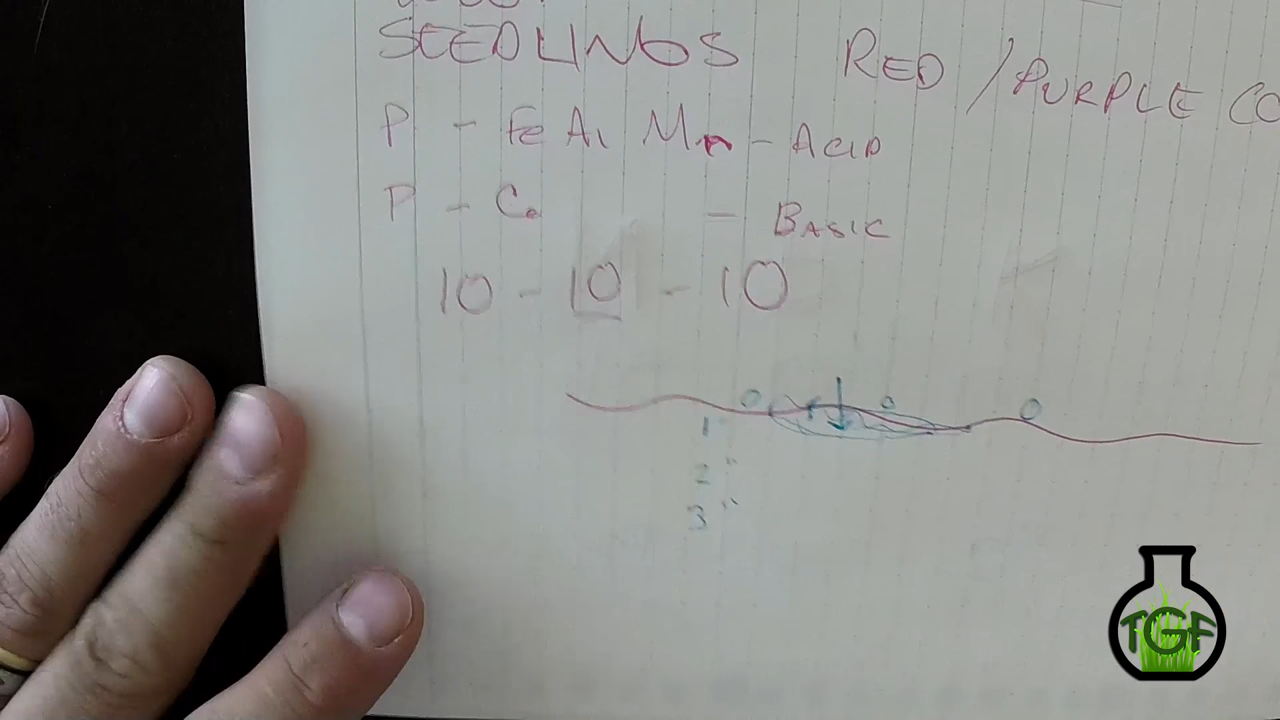 SEEDLINGS RED / PURPLE CO
P - Fe Al Mn - ACID
P - Ca - BASIC
10 - 10 - 10
1"
2"
3"
TGF